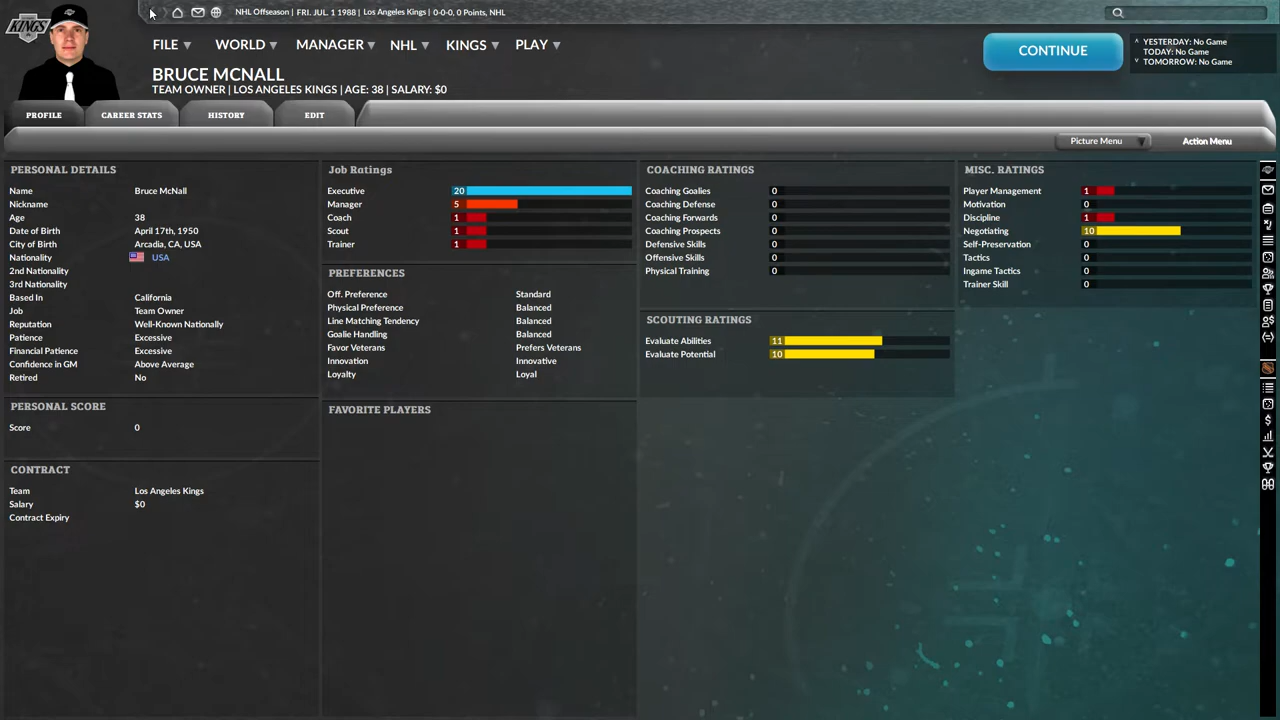 KINGS
NHL Offseason | FRI. JUL. 1 1988 | Los Angeles Kings | 0-0-0, 0 Points, NHL
FILE WORLD MANAGER NHL KINGS PLAY
CONTINUE
YESTERDAY: No Game
TODAY: No Game
TOMORROW: No Game
BRUCE MCNALL
TEAM OWNER | LOS ANGELES KINGS | AGE: 38 | SALARY: $0
PROFILE CAREER STATS HISTORY EDIT
Picture Menu Action Menu
PERSONAL DETAILS
Name Bruce McNall
Nickname
Age 38
Date of Birth April 17th, 1950
City of Birth Arcadia, CA, USA
Nationality USA
2nd Nationality
3rd Nationality
Based In California
Job Team Owner
Reputation Well-Known Nationally
Patience Excessive
Financial Patience Excessive
Confidence in GM Above Average
Retired No
PERSONAL SCORE
Score 0
CONTRACT
Team Los Angeles Kings
Salary $0
Contract Expiry
Job Ratings
Executive 20
Manager 5
Coach 1
Scout 1
Trainer 1
PREFERENCES
Off. Preference Standard
Physical Preference Balanced
Line Matching Tendency Balanced
Goalie Handling Balanced
Favor Veterans Prefers Veterans
Innovation Innovative
Loyalty Loyal
FAVORITE PLAYERS
COACHING RATINGS
Coaching Goalies 0
Coaching Defense 0
Coaching Forwards 0
Coaching Prospects 0
Defensive Skills 0
Offensive Skills 0
Physical Training 0
SCOUTING RATINGS
Evaluate Abilities 11
Evaluate Potential 10
MISC. RATINGS
Player Management 1
Motivation 0
Discipline 1
Negotiating 10
Self-Preservation 0
Tactics 0
Ingame Tactics 0
Trainer Skill 0